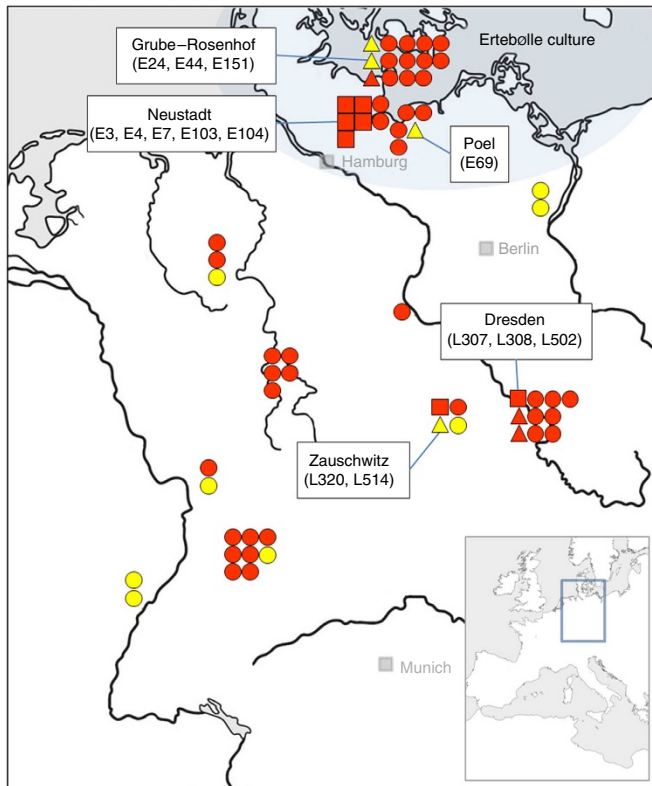 Grube–Rosenhof
(E24, E44, E151)
Ertebølle culture
Neustadt
(E3, E4, E7, E103, E104)
Poel
(E69)
Hamburg
Berlin
Dresden
(L307, L308, L502)
Zauschwitz
(L320, L514)
Munich